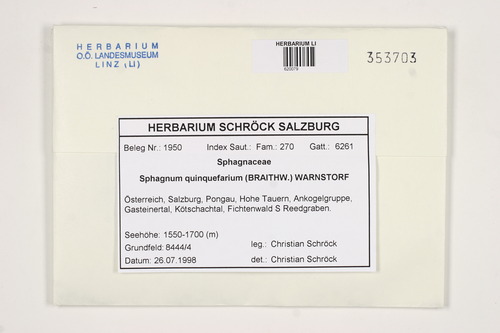 HERBARIUM
O.Ö. LANDESMUSEUM
LINZ (LI)
HERBARIUM LI
620079
353703
HERBARIUM SCHRÖCK SALZBURG
Beleg Nr.: 1950 Index Saut.: Fam.: 270 Gatt.: 6261
Sphagnaceae
Sphagnum quinquefarium (BRAITHW.) WARNSTORF
Österreich, Salzburg, Pongau, Hohe Tauern, Ankogelgruppe,
Gasteinertal, Kötschachtal, Fichtenwald S Reedgraben.
Seehöhe: 1550-1700 (m)
Grundfeld: 8444/4 leg.: Christian Schröck
Datum: 26.07.1998 det.: Christian Schröck